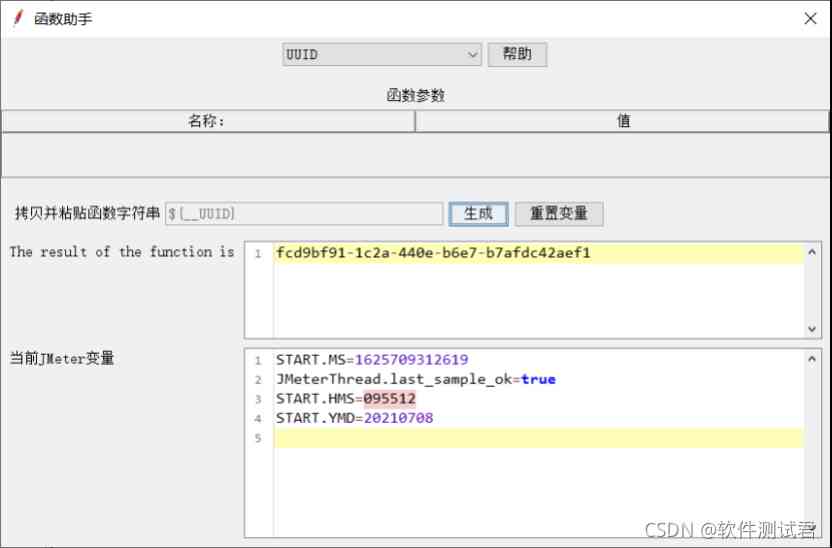 函数助手
UUID 帮助
函数参数
名称： 值
拷贝并粘贴函数字符串 ${__UUID} 生成 重置变量
The result of the function is 1 fcd9bf91-1c2a-440e-b6e7-b7afdc42aef1
当前JMeter变量 1 START.MS=1625709312619
2 JMeterThread.last_sample_ok=true
3 START.HMS=095512
4 START.YMD=20210708
5
CSDN @软件测试君